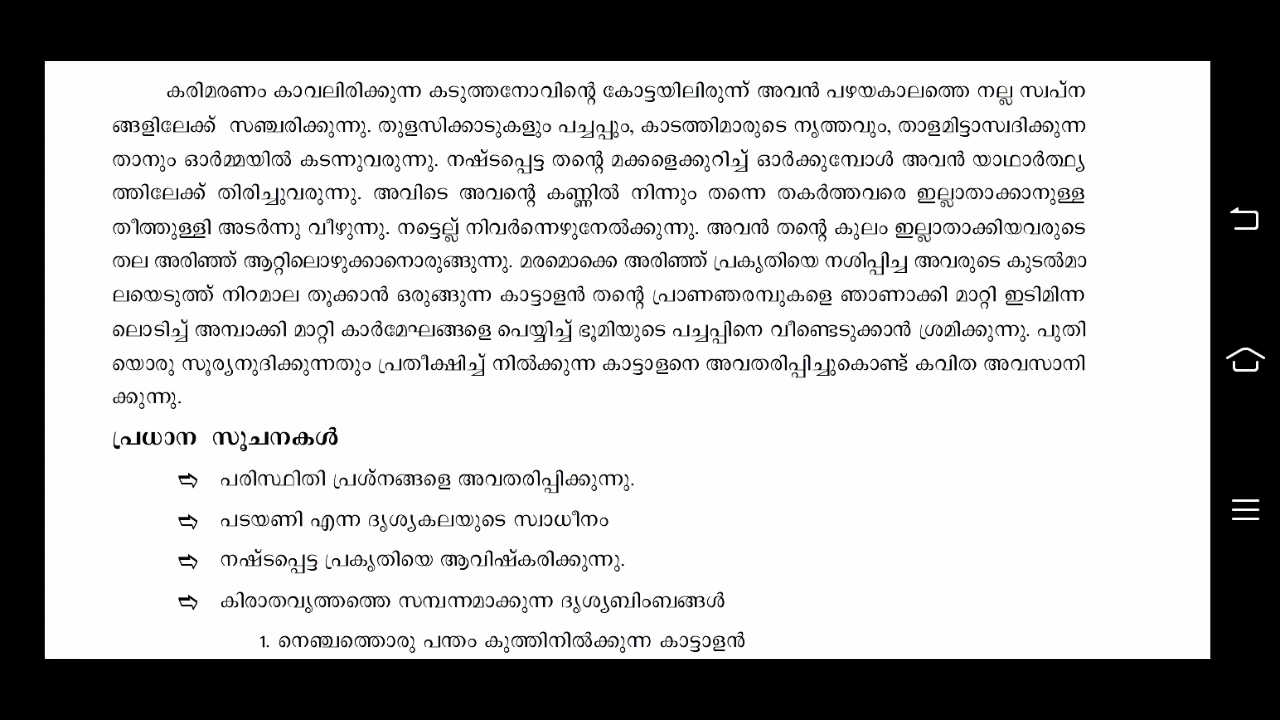 കരിമരണം കാവലിരിക്കുന്ന കടുത്തനോവിന്റെ കോട്ടയിലിരുന്ന് അവൻ പഴയകാലത്തെ നല്ല സ്വപ്ന
ങ്ങളിലേക്ക് സഞ്ചരിക്കുന്നു. തുളസിക്കാടുകളും പച്ചപ്പും, കാടത്തിമാരുടെ നൃത്തവും, താളമിട്ടാസ്വദിക്കുന്ന
താനും ഓർമ്മയിൽ കടന്നുവരുന്നു. നഷ്ടപ്പെട്ട തന്റെ മക്കളെക്കുറിച്ച് ഓർക്കുമ്പോൾ അവൻ യാഥാർത്ഥ്യ
ത്തിലേക്ക് തിരിച്ചുവരുന്നു. അവിടെ അവന്റെ കണ്ണിൽ നിന്നും തന്നെ തകർത്തവരെ ഇല്ലാതാക്കാനുള്ള
തീത്തുള്ളി അടർന്നു വീഴുന്നു. നട്ടെല്ല് നിവർന്നെഴുനേൽക്കുന്നു. അവൻ തന്റെ കുലം ഇല്ലാതാക്കിയവരുടെ
തല അരിഞ്ഞ് ആറ്റിലൊഴുക്കാനൊരുങ്ങുന്നു. മരമൊക്കെ അരിഞ്ഞ് പ്രകൃതിയെ നശിപ്പിച്ച അവരുടെ കുടൽമാ
ലയെടുത്ത് നിറമാല തൂക്കാൻ ഒരുങ്ങുന്ന കാട്ടാളൻ തന്റെ പ്രാണഞരമ്പുകളെ ഞാണാക്കി മാറ്റി ഇടിമിന്ന
ലൊടിച്ച് അമ്പാക്കി മാറ്റി കാർമേഘങ്ങളെ പെയ്യിച്ച് ഭൂമിയുടെ പച്ചപ്പിനെ വീണ്ടെടുക്കാൻ ശ്രമിക്കുന്നു. പുതി
യൊരു സൂര്യനുദിക്കുന്നതും പ്രതീക്ഷിച്ച് നിൽക്കുന്ന കാട്ടാളനെ അവതരിപ്പിച്ചുകൊണ്ട് കവിത അവസാനി
ക്കുന്നു.
പ്രധാന സൂചനകൾ
⇨ പരിസ്ഥിതി പ്രശ്നങ്ങളെ അവതരിപ്പിക്കുന്നു.
⇨ പടയണി എന്ന ദൃശ്യകലയുടെ സ്വാധീനം
⇨ നഷ്ടപ്പെട്ട പ്രകൃതിയെ ആവിഷ്കരിക്കുന്നു.
⇨ കിരാതവൃത്തത്തെ സമ്പന്നമാക്കുന്ന ദൃശ്യബിംബങ്ങൾ
1. നെഞ്ചത്തൊരു പന്തം കുത്തിനിൽക്കുന്ന കാട്ടാളൻ